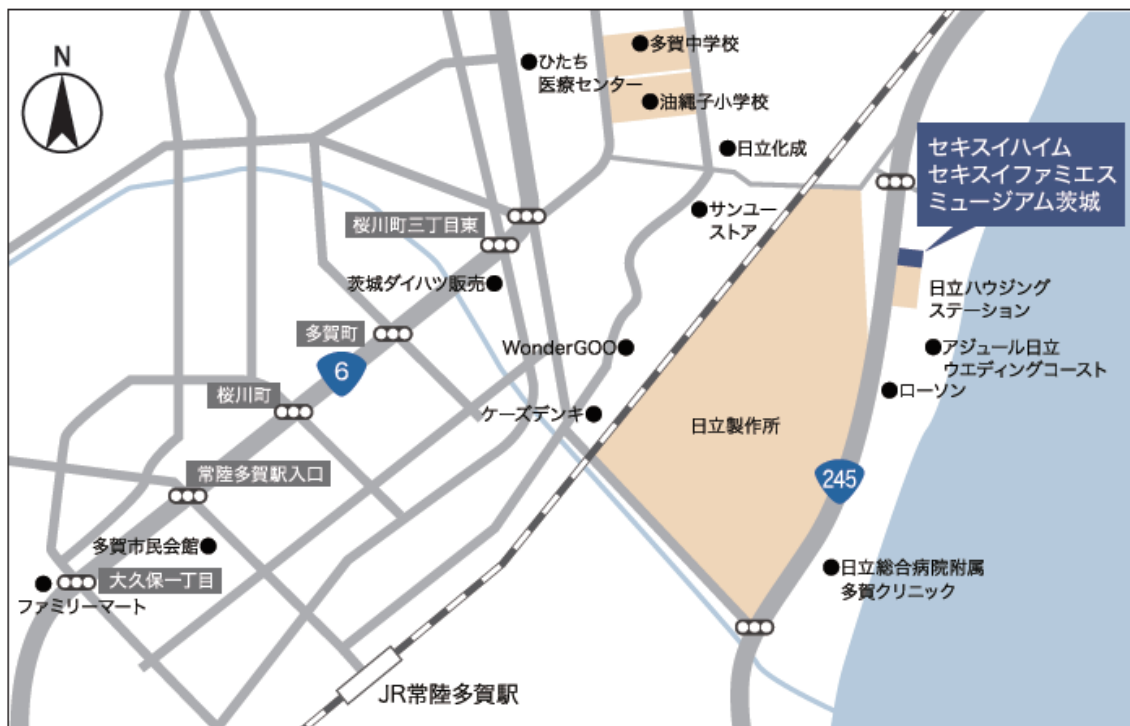 N
多賀中学校
ひたち
医療センター
油縄子小学校
日立化成
セキスイハイム
セキスイファミエス
ミュージアム茨城
サンユー
ストア
桜川町三丁目東
茨城ダイハツ販売
日立ハウジング
ステーション
多賀町
WonderGOO
アジュール日立
ウエディングコースト
6
桜川町
ローソン
ケーズデンキ
日立製作所
常陸多賀駅入口
245
多賀市民会館
日立総合病院附属
多賀クリニック
大久保一丁目
ファミリーマート
JR常陸多賀駅